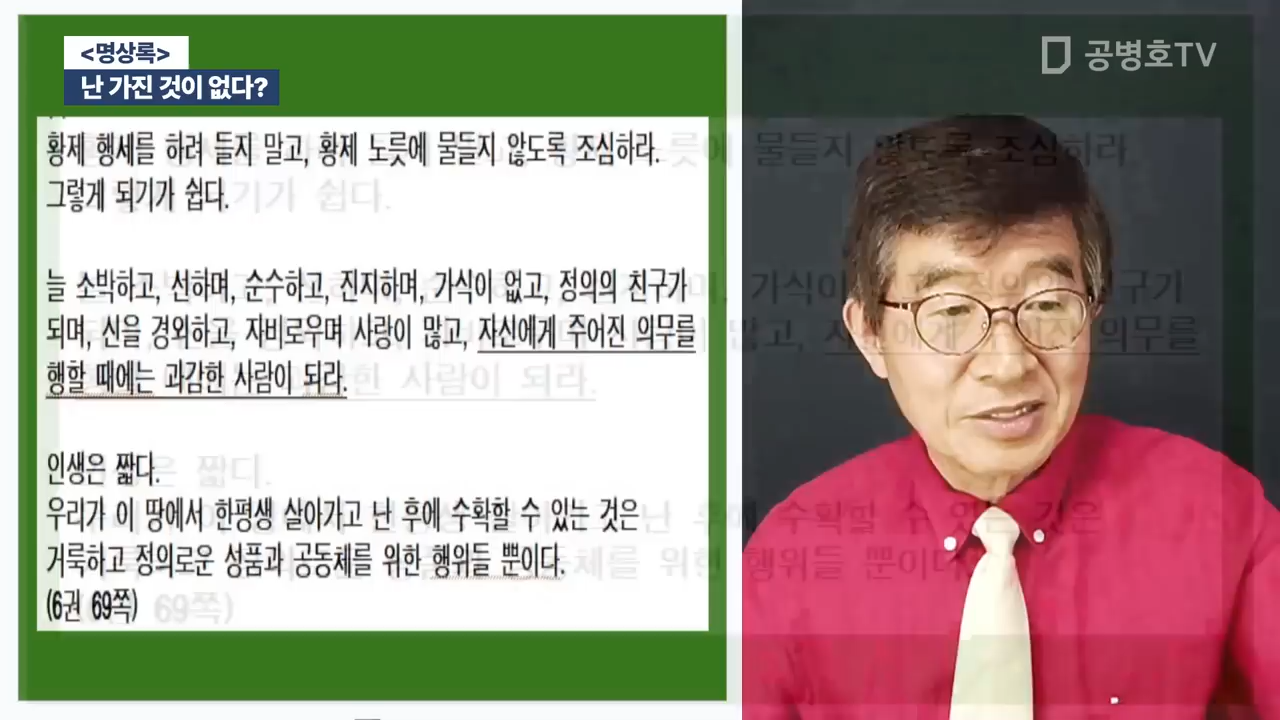 <명상록>
난 가진 것이 없다?
공병호TV
황제 행세를 하려 들지 말고, 황제 노릇에 물들지 않도록 조심하라.
그렇게 되기가 쉽다.
늘 소박하고, 선하며, 순수하고, 진지하며, 가식이 없고, 정의의 친구가
되며, 신을 경외하고, 자비로우며 사랑이 많고, 자신에게 주어진 의무를
행할 때에는 과감한 사람이 되라.
인생은 짧다.
우리가 이 땅에서 한평생 살아가고 난 후에 수확할 수 있는 것은
거룩하고 정의로운 성품과 공동체를 위한 행위들 뿐이다.
(6권 69쪽)